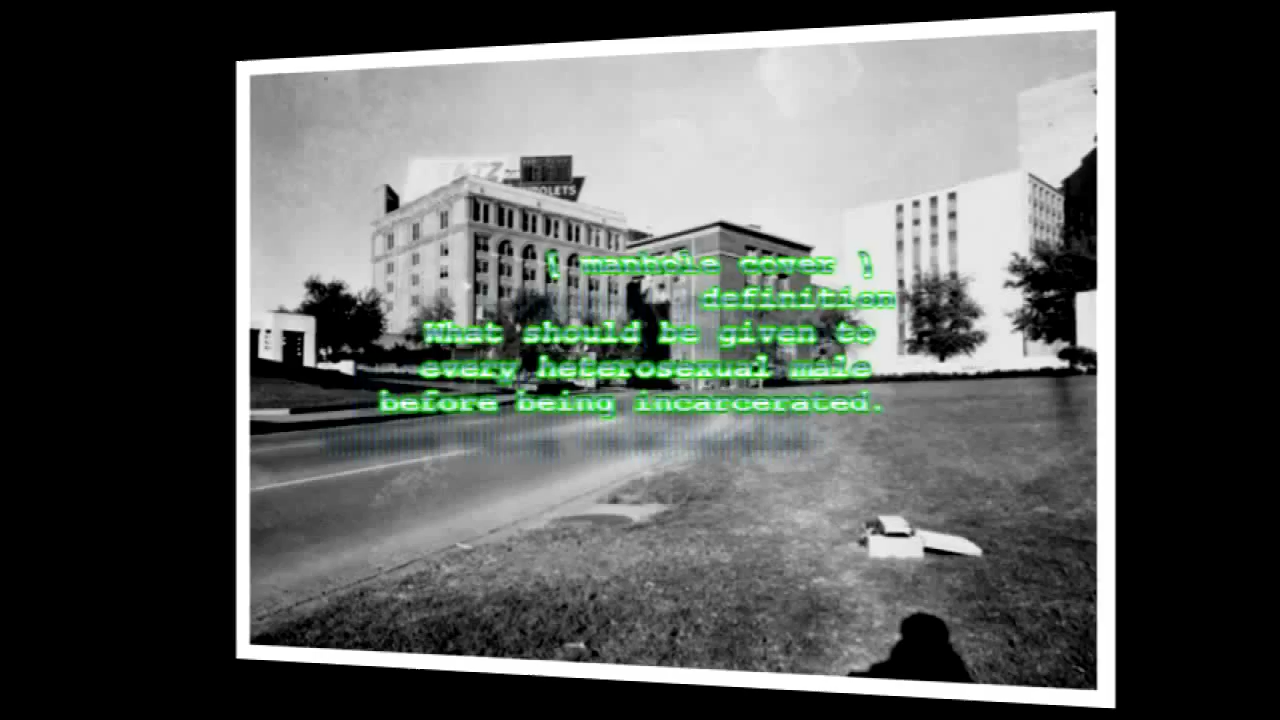 ( manhole cover )
definition
What should be given to
every heterosexual male
before being incarcerated.